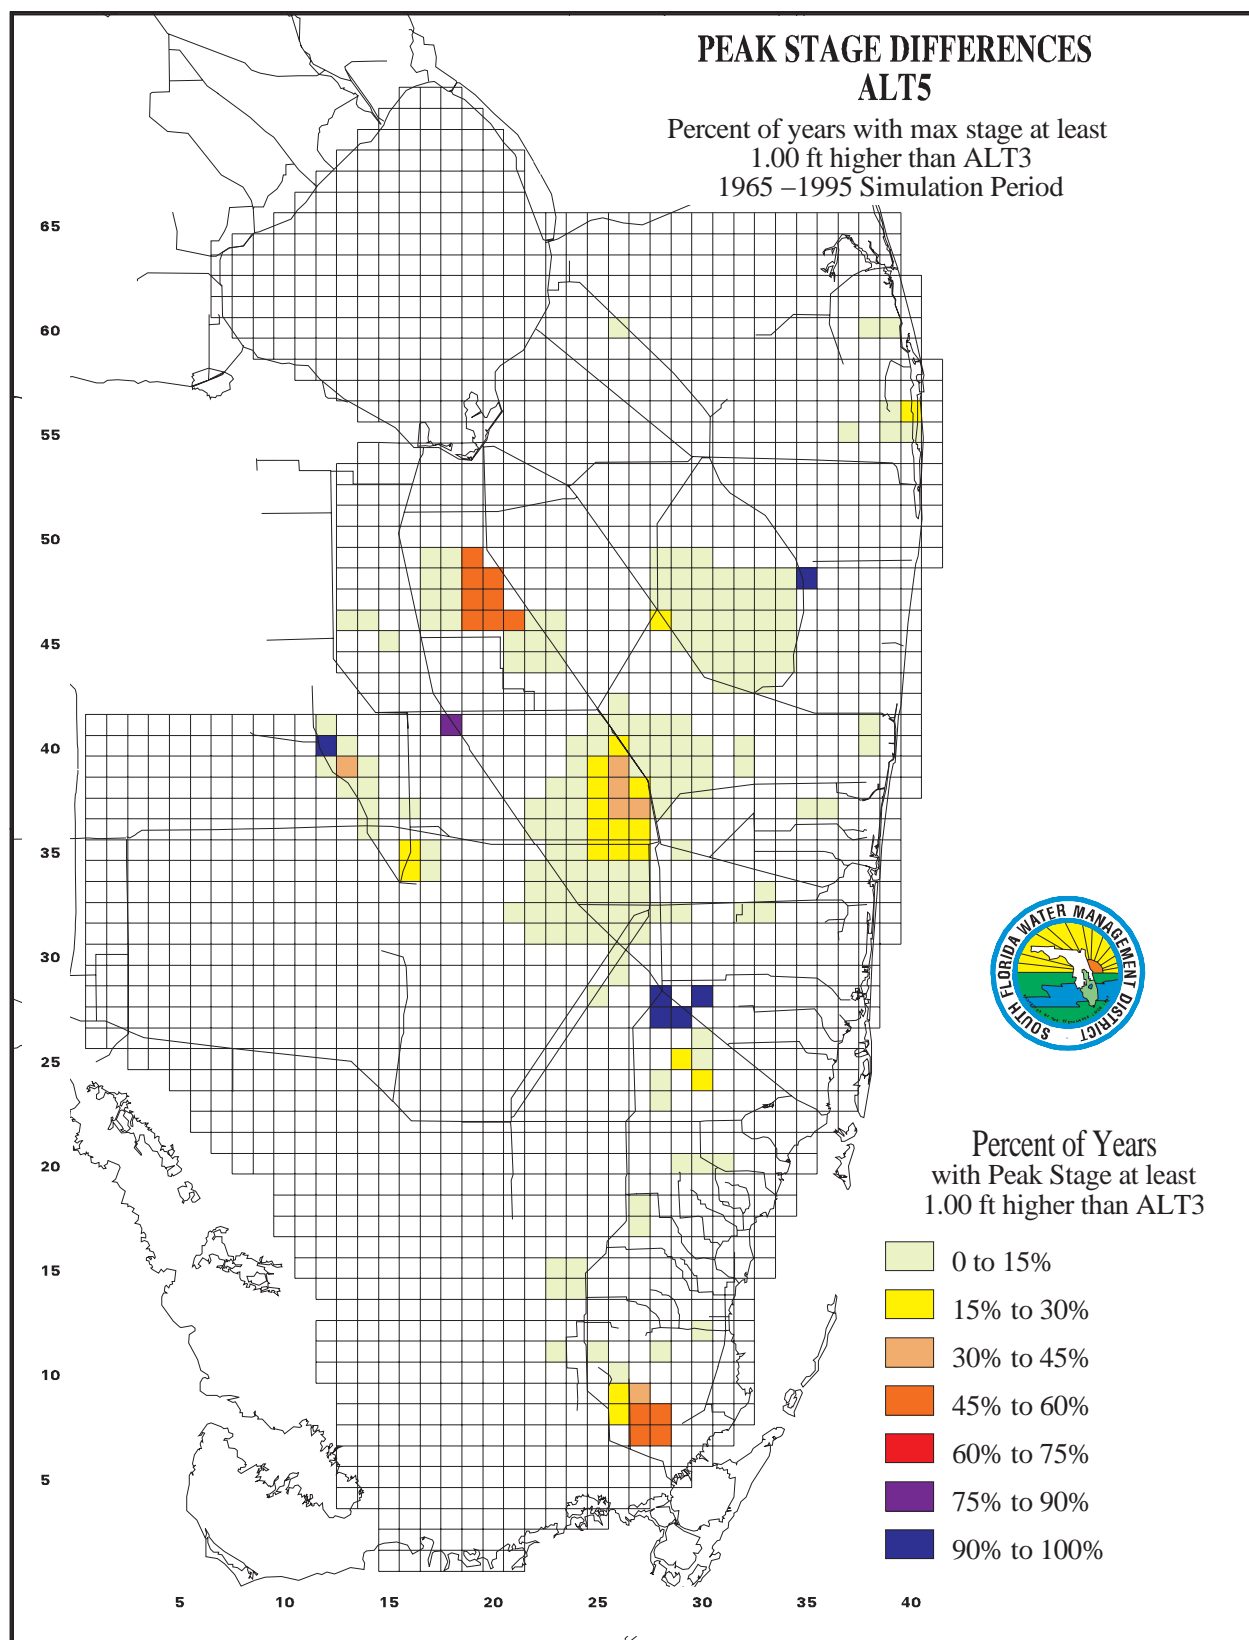 PEAK STAGE DIFFERENCES
ALT5
Percent of years with max stage at least
1.00 ft higher than ALT3
1965 –1995 Simulation Period
65
60
55
50
45
40
35
30
25
20
15
10
5
5
10
15
20
25
30
35
40
SOUTH FLORIDA WATER MANAGEMENT DISTRICT
Percent of Years
with Peak Stage at least
1.00 ft higher than ALT3
0 to 15%
15% to 30%
30% to 45%
45% to 60%
60% to 75%
75% to 90%
90% to 100%